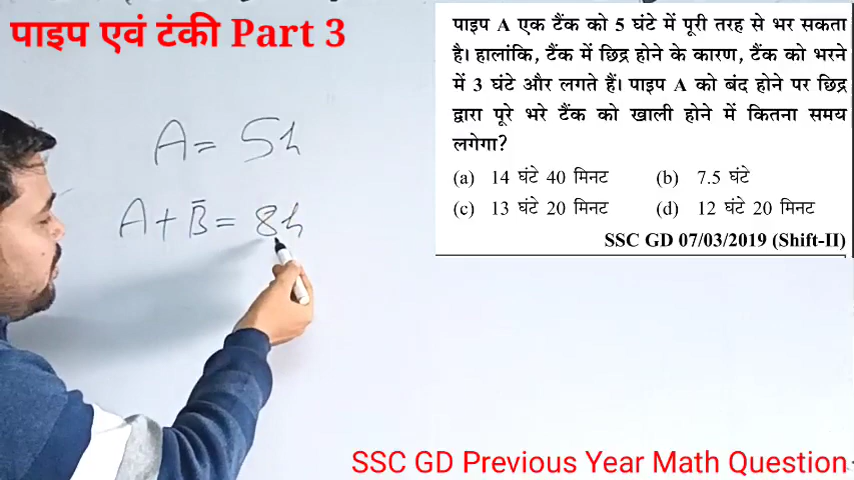 पाइप एवं टंकी Part 3
पाइप A एक टैंक को 5 घंटे में पूरी तरह से भर सकता
है। हालांकि, टैंक में छिद्र होने के कारण, टैंक को भरने
में 3 घंटे और लगते हैं। पाइप A को बंद होने पर छिद्र
द्वारा पूरे भरे टैंक को खाली होने में कितना समय
लगेगा?
(a) 14 घंटे 40 मिनट (b) 7.5 घंटे
(c) 13 घंटे 20 मिनट (d) 12 घंटे 20 मिनट
SSC GD 07/03/2019 (Shift-II)
A = 5h
A + B̄ = 8h
SSC GD Previous Year Math Question